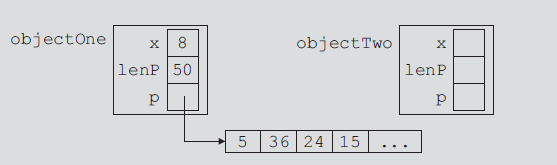 objectOne x 8 objectTwo x
lenP 50 lenP
p p
5 36 24 15 ...